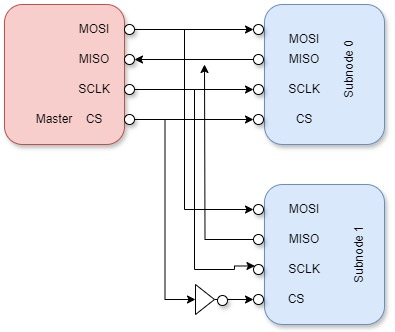 MOSI
MISO
SCLK
Master CS
MOSI
MISO
SCLK
CS
Subnode 0
MOSI
MISO
SCLK
CS
Subnode 1